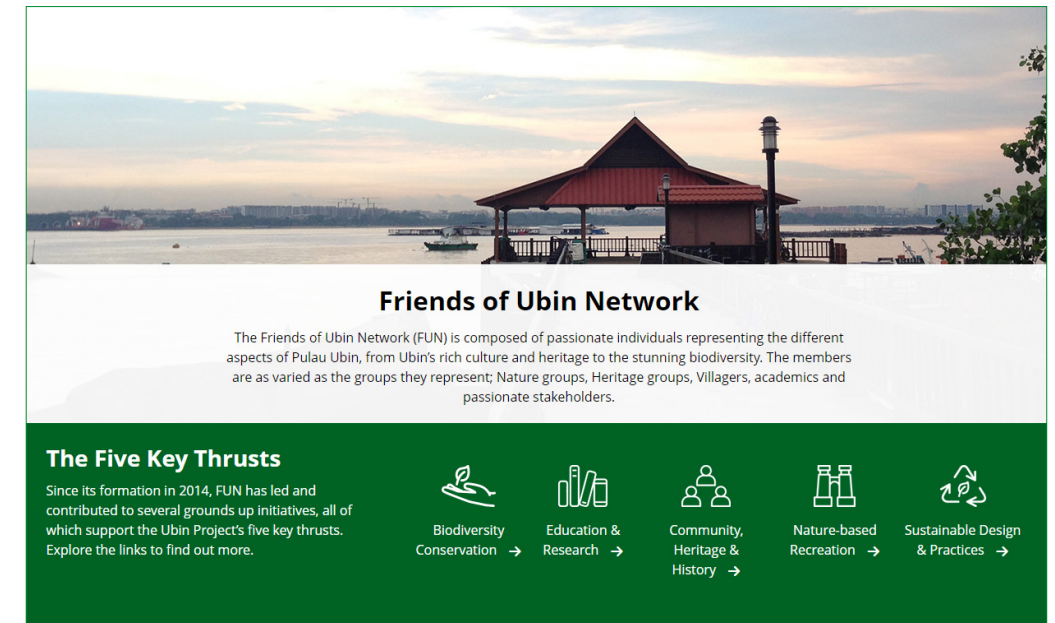 Friends of Ubin Network
The Friends of Ubin Network (FUN) is composed of passionate individuals representing the different
aspects of Pulau Ubin, from Ubin's rich culture and heritage to the stunning biodiversity. The members
are as varied as the groups they represent; Nature groups, Heritage groups, Villagers, academics and
passionate stakeholders.
The Five Key Thrusts
Since its formation in 2014, FUN has led and
contributed to several grounds up initiatives, all of
which support the Ubin Project's five key thrusts.
Explore the links to find out more.
Biodiversity
Conservation →
Education &
Research →
Community,
Heritage &
History →
Nature-based
Recreation →
Sustainable Design
& Practices →